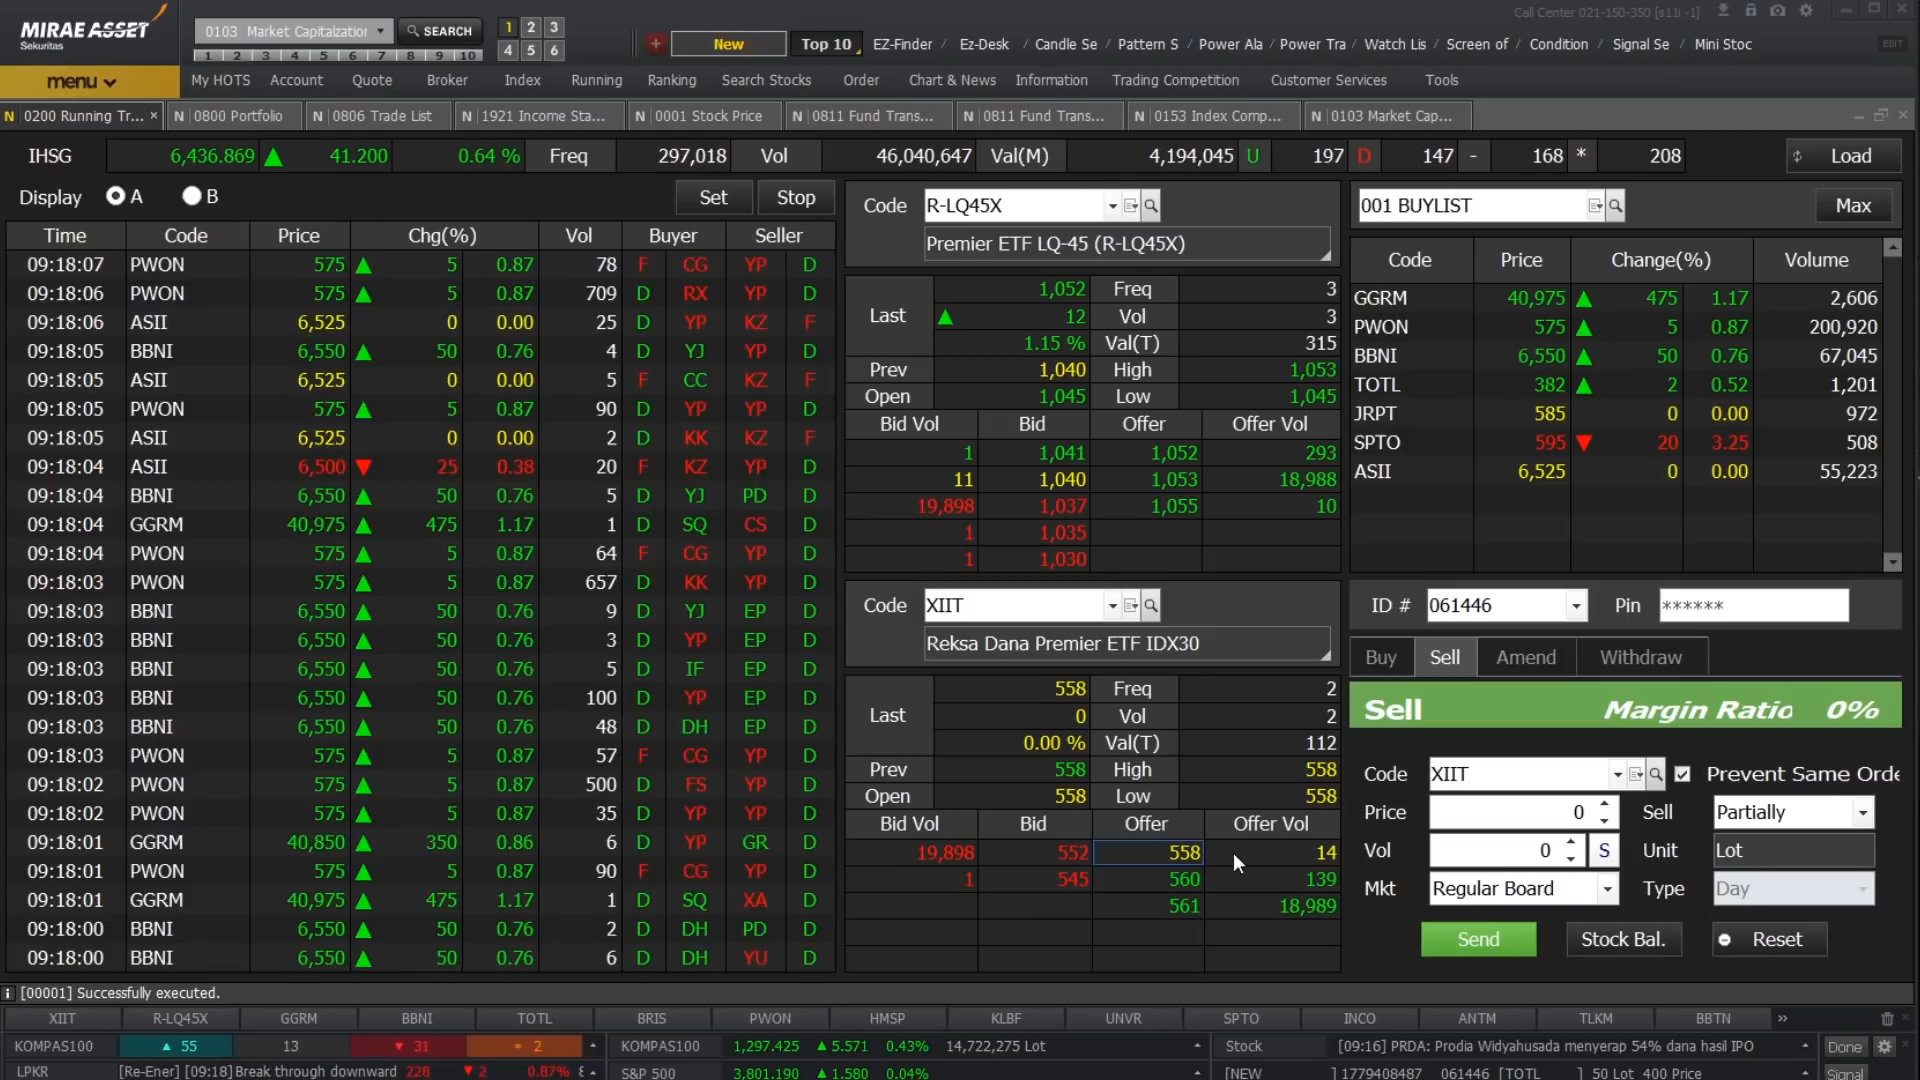 MIRAE ASSET
Sekuritas
0103 Market Capitalzation
SEARCH
1 2 3 4 5 6 7 8 9 10
1 2 3
4 5 6
New
Top 10
EZ-Finder / Ez-Desk / Candle Se / Pattern S / Power Ala / Power Tra / Watch Lis / Screen of / Condition / Signal Se / Mini Stoc
Call Center 021-150-350 [s11i -1]
EDIT
menu
My HOTS Account Quote Broker Index Running Ranking Search Stocks Order Chart & News Information Trading Competition Customer Services Tools
N 0200 Running Tr... × N 0800 Portfolio N 0806 Trade List N 1921 Income Sta... N 0001 Stock Price N 0811 Fund Trans... N 0811 Fund Trans... N 0153 Index Comp... N 0103 Market Cap...
IHSG 6,436.869 ▲ 41.200 0.64 % Freq 297,018 Vol 46,040,647 Val(M) 4,194,045 U 197 D 147 - 168 * 208 Load
Display A B Set Stop
Time Code Price Chg(%) Vol Buyer Seller
09:18:07 PWON 575 ▲ 5 0.87 78 F CG YP D
09:18:06 PWON 575 ▲ 5 0.87 709 D RX YP D
09:18:06 ASII 6,525 0 0.00 25 D YP KZ F
09:18:05 BBNI 6,550 ▲ 50 0.76 4 D YJ YP D
09:18:05 ASII 6,525 0 0.00 5 F CC KZ F
09:18:05 PWON 575 ▲ 5 0.87 90 D YP YP D
09:18:05 ASII 6,525 0 0.00 2 D KK KZ F
09:18:04 ASII 6,500 ▼ 25 0.38 20 F KZ YP D
09:18:04 BBNI 6,550 ▲ 50 0.76 5 D YJ PD D
09:18:04 GGRM 40,975 ▲ 475 1.17 1 D SQ CS D
09:18:04 PWON 575 ▲ 5 0.87 64 F CG YP D
09:18:03 PWON 575 ▲ 5 0.87 657 D KK YP D
09:18:03 BBNI 6,550 ▲ 50 0.76 9 D YJ EP D
09:18:03 BBNI 6,550 ▲ 50 0.76 3 D YP EP D
09:18:03 BBNI 6,550 ▲ 50 0.76 5 D IF EP D
09:18:03 BBNI 6,550 ▲ 50 0.76 100 D YP EP D
09:18:03 BBNI 6,550 ▲ 50 0.76 48 D DH EP D
09:18:03 PWON 575 ▲ 5 0.87 57 F CG YP D
09:18:02 PWON 575 ▲ 5 0.87 500 D FS YP D
09:18:02 PWON 575 ▲ 5 0.87 35 D YP YP D
09:18:01 GGRM 40,850 ▲ 350 0.86 6 D YP GR D
09:18:01 PWON 575 ▲ 5 0.87 90 F CG YP D
09:18:01 GGRM 40,975 ▲ 475 1.17 1 D SQ XA D
09:18:00 BBNI 6,550 ▲ 50 0.76 2 D DH PD D
09:18:00 BBNI 6,550 ▲ 50 0.76 6 D DH YU D
Code R-LQ45X
Premier ETF LQ-45 (R-LQ45X)
Last 1,052 Freq 3
▲ 12 Vol 3
1.15 % Val(T) 315
Prev 1,040 High 1,053
Open 1,045 Low 1,045
Bid Vol Bid Offer Offer Vol
1 1,041 1,052 293
11 1,040 1,053 18,988
19,898 1,037 1,055 10
1 1,035
1 1,030
Code XIIT
Reksa Dana Premier ETF IDX30
Last 558 Freq 2
0 Vol 2
0.00 % Val(T) 112
Prev 558 High 558
Open 558 Low 558
Bid Vol Bid Offer Offer Vol
19,898 552 558 14
1 545 560 139
561 18,989
001 BUYLIST Max
Code Price Change(%) Volume
GGRM 40,975 ▲ 475 1.17 2,606
PWON 575 ▲ 5 0.87 200,920
BBNI 6,550 ▲ 50 0.76 67,045
TOTL 382 ▲ 2 0.52 1,201
JRPT 585 0 0.00 972
SPTO 595 ▼ 20 3.25 508
ASII 6,525 0 0.00 55,223
ID # 061446 Pin ******
Buy Sell Amend Withdraw
Sell Margin Ratio 0%
Code XIIT Prevent Same Orde
Price 0 Sell Partially
Vol 0 S Unit Lot
Mkt Regular Board Type Day
Send Stock Bal. Reset
[00001] Successfully executed.
XIIT R-LQ45X GGRM BBNI TOTL BRIS PWON HMSP KLBF UNVR SPTO INCO ANTM TLKM BBTN »
KOMPAS100 ▲ 55 13 ▼ 31 = 2 KOMPAS100 1,297.425 ▲ 5.571 0.43% 14,722,275 Lot Stock [09:16] PRDA: Prodia Widyahusada menyerap 54% dana hasil IPO Done
LPKR [Re-Ener] [09:18] Break through downward 228 ▼ 2 0.87% S&P 500 3,801.190 ▲ 1.580 0.04% [NEW ] 1779408487 061446 [TOTL ] 50 Lot 400 Price Signal